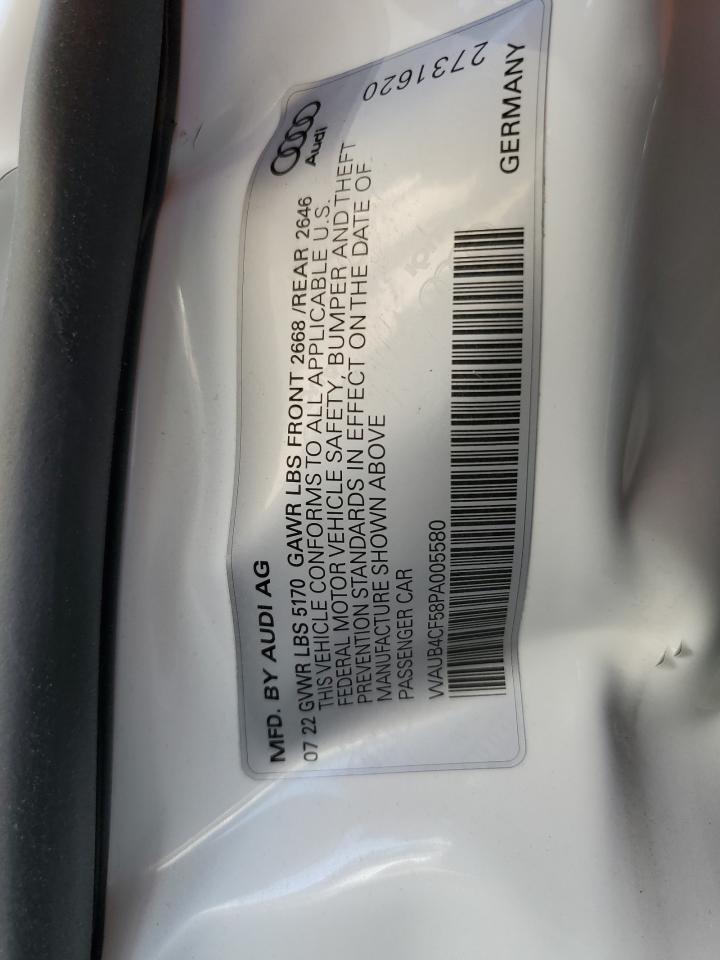 MFD. BY AUDI AG
Audi
07 22 GVWR LBS 5170 GAWR LBS FRONT 2668 /REAR 2646
THIS VEHICLE CONFORMS TO ALL APPLICABLE U.S.
FEDERAL MOTOR VEHICLE SAFETY, BUMPER AND THEFT
PREVENTION STANDARDS IN EFFECT ON THE DATE OF
MANUFACTURE SHOWN ABOVE
PASSENGER CAR
WAUB4CF58PA005580
2731620
GERMANY